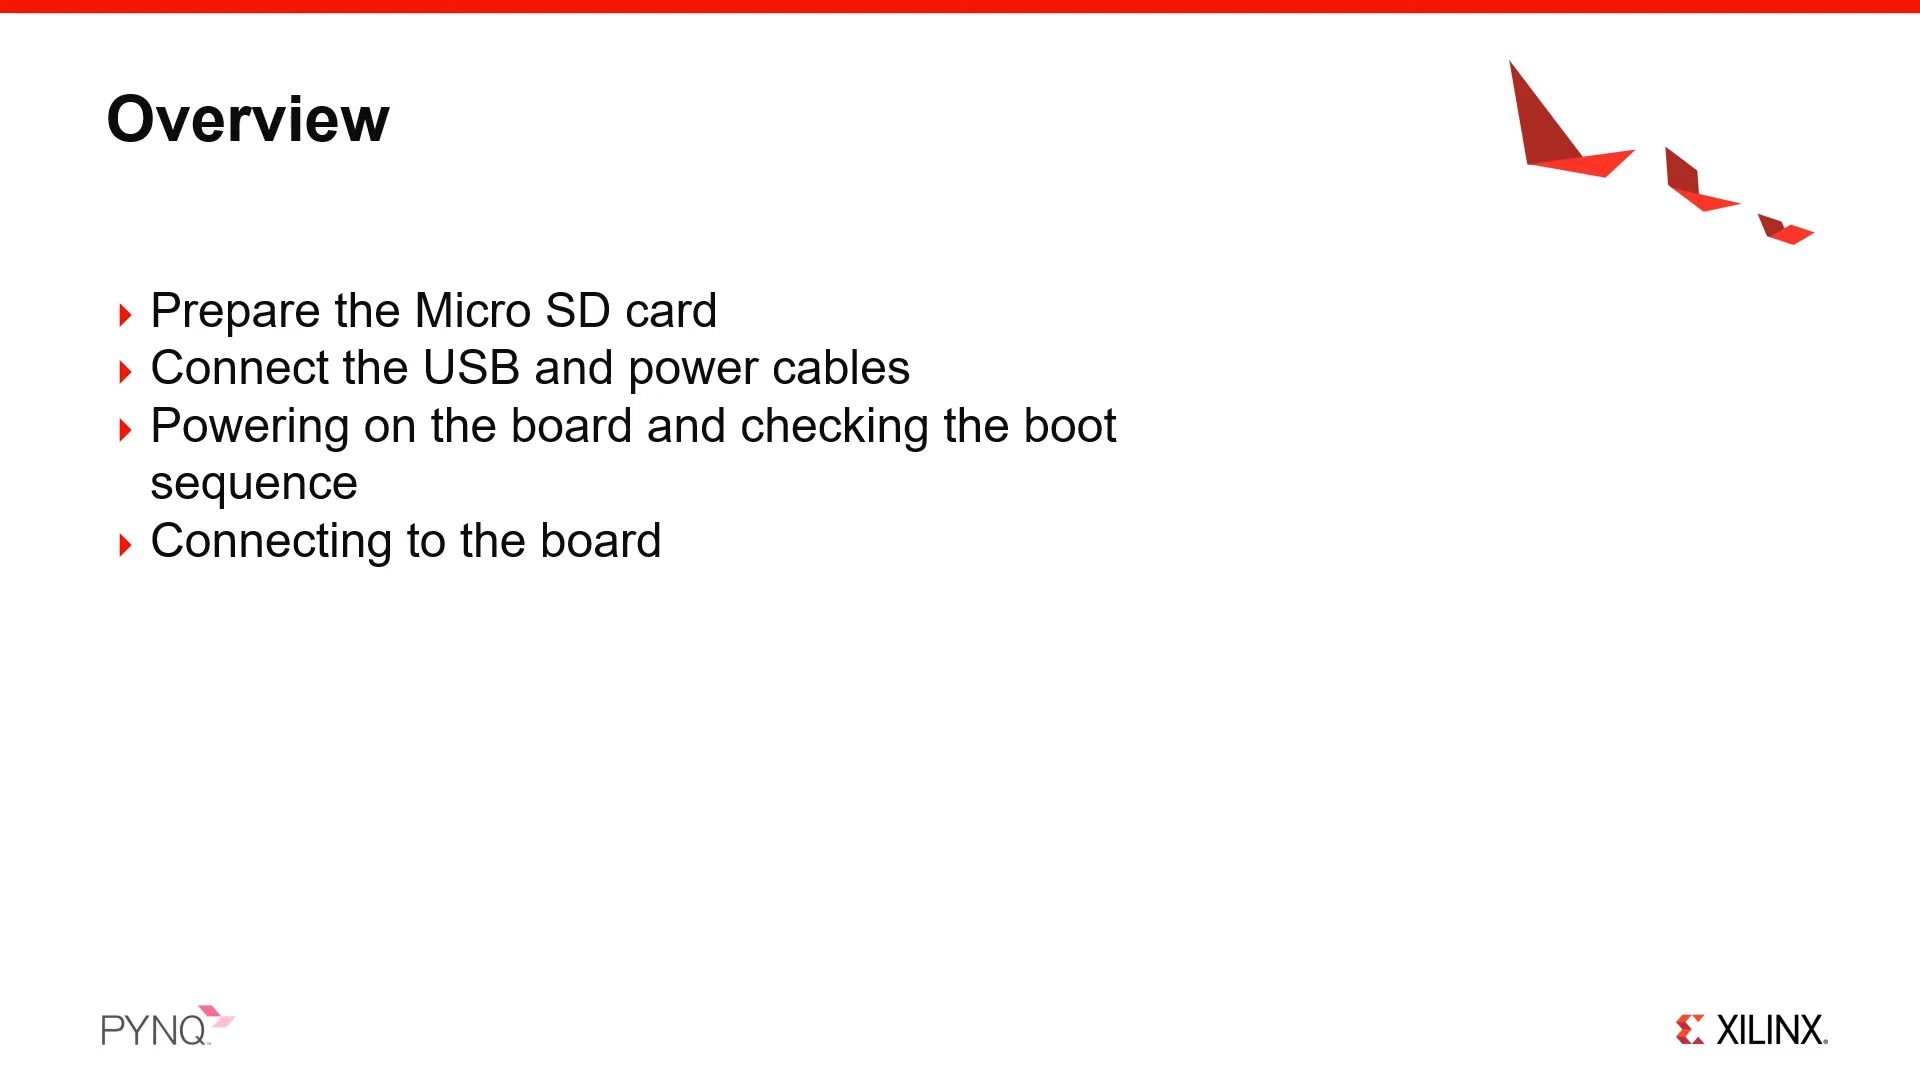 Overview
Prepare the Micro SD card
Connect the USB and power cables
Powering on the board and checking the boot
sequence
Connecting to the board
PYNQ
XILINX